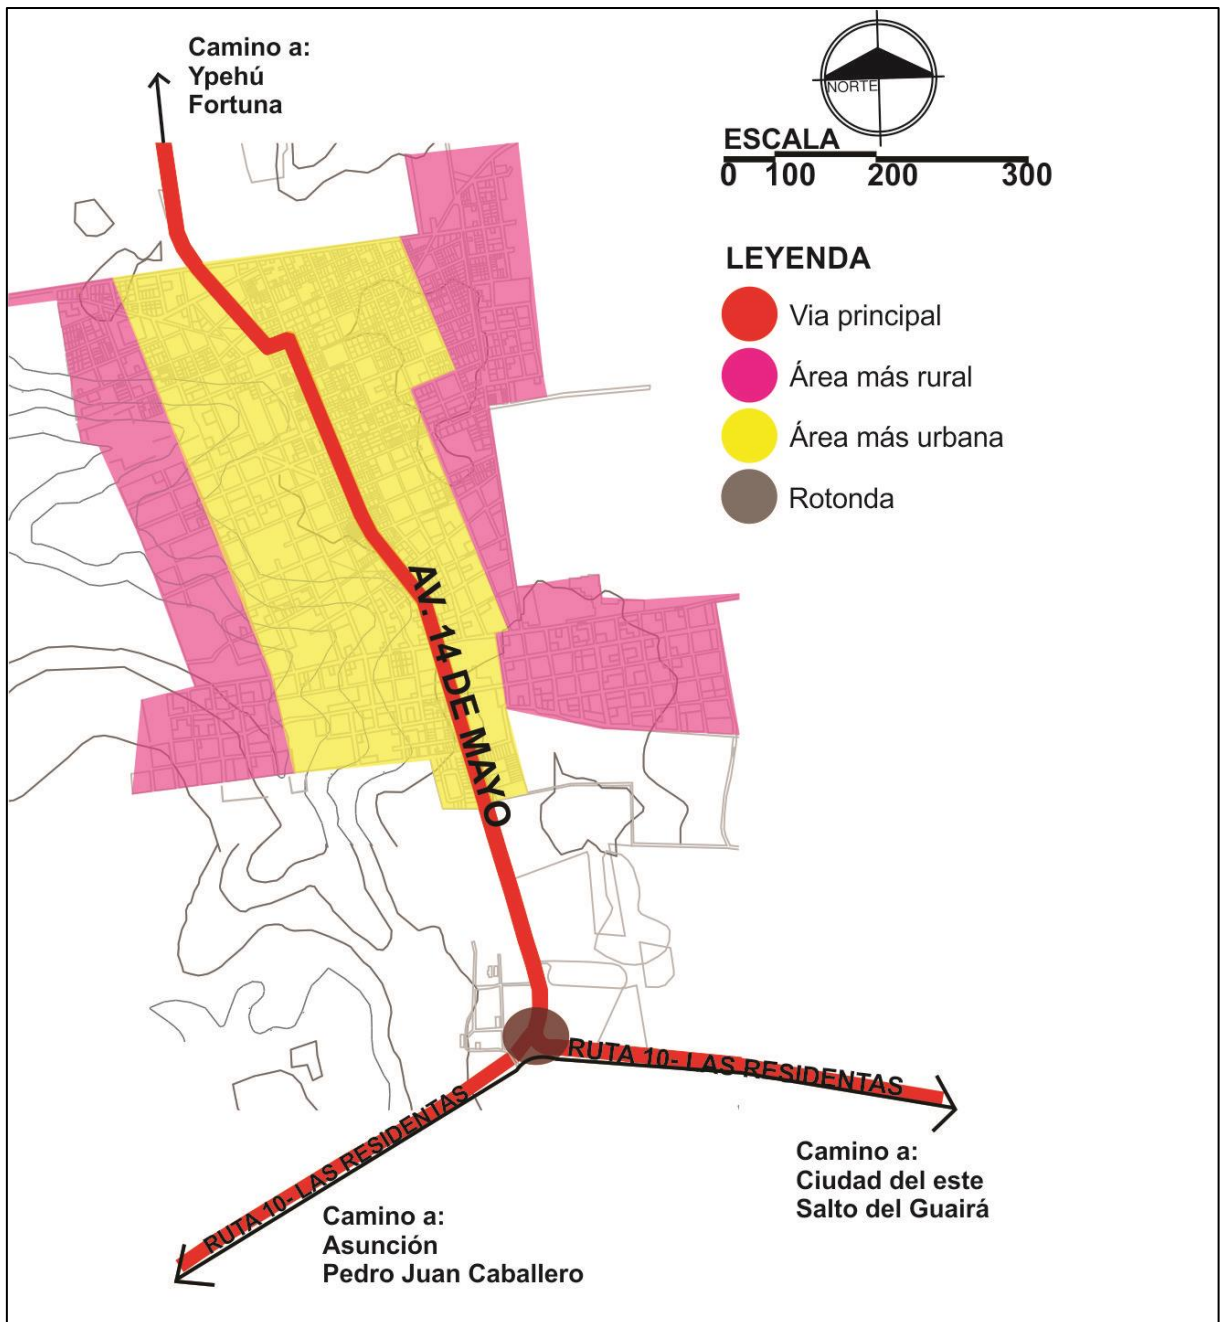 Camino a:
Ypehú
Fortuna
NORTE
ESCALA
0 100 200 300
LEYENDA
Via principal
Área más rural
Área más urbana
Rotonda
AV. 14 DE MAYO
RUTA 10- LAS RESIDENTAS
RUTA 10- LAS RESIDENTAS
Camino a:
Ciudad del este
Salto del Guairá
Camino a:
Asunción
Pedro Juan Caballero